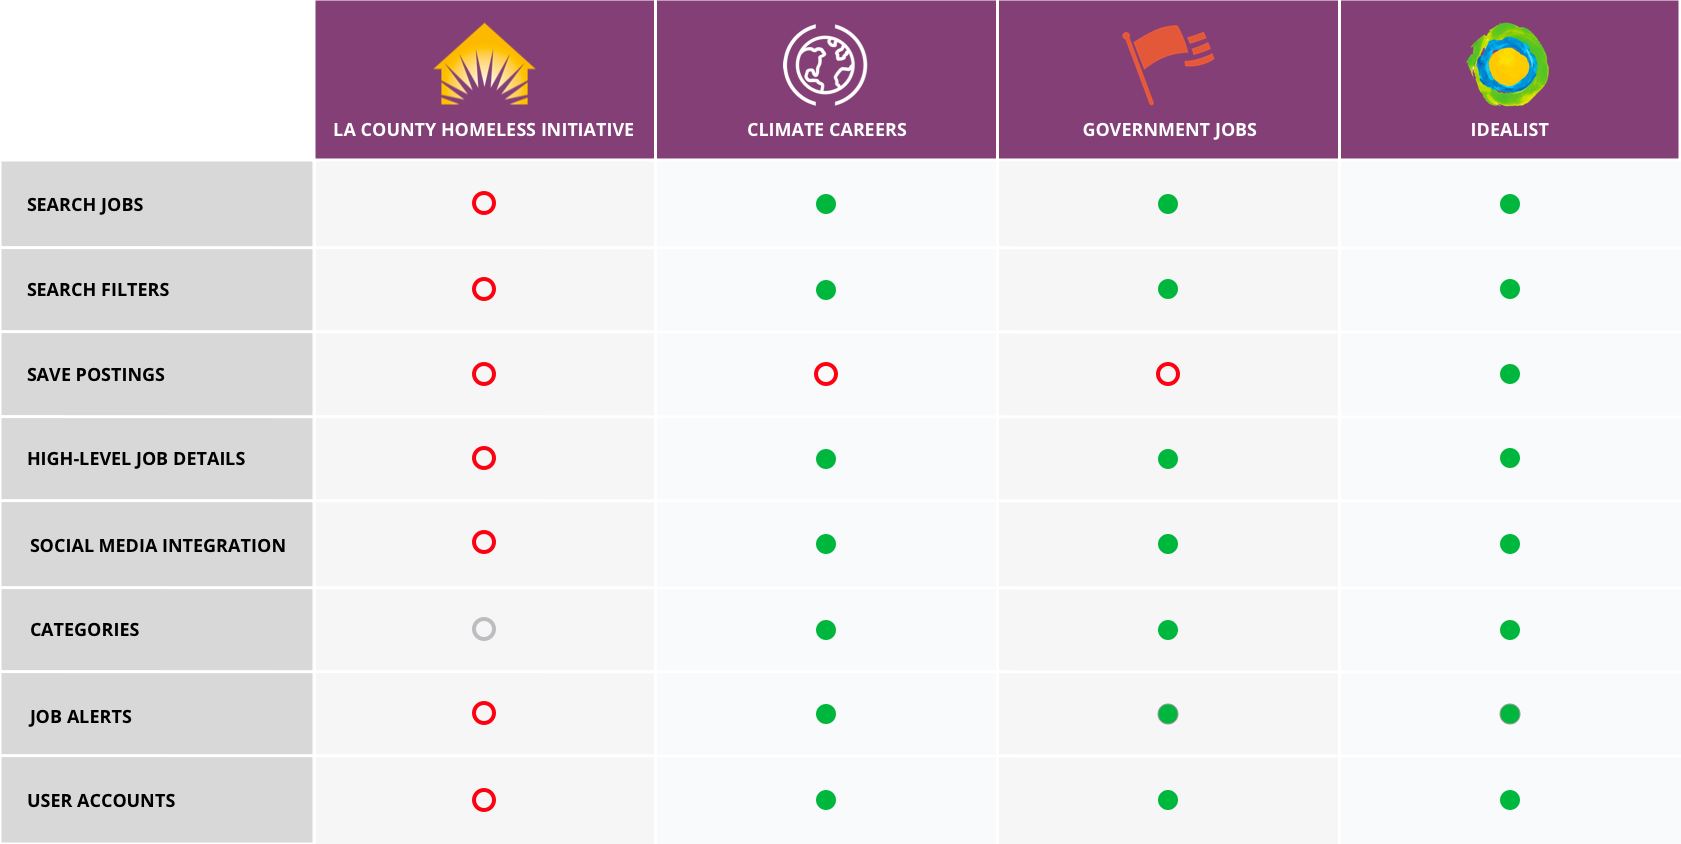 LA COUNTY HOMELESS INITIATIVE
CLIMATE CAREERS
GOVERNMENT JOBS
IDEALIST
SEARCH JOBS
SEARCH FILTERS
SAVE POSTINGS
HIGH-LEVEL JOB DETAILS
SOCIAL MEDIA INTEGRATION
CATEGORIES
JOB ALERTS
USER ACCOUNTS